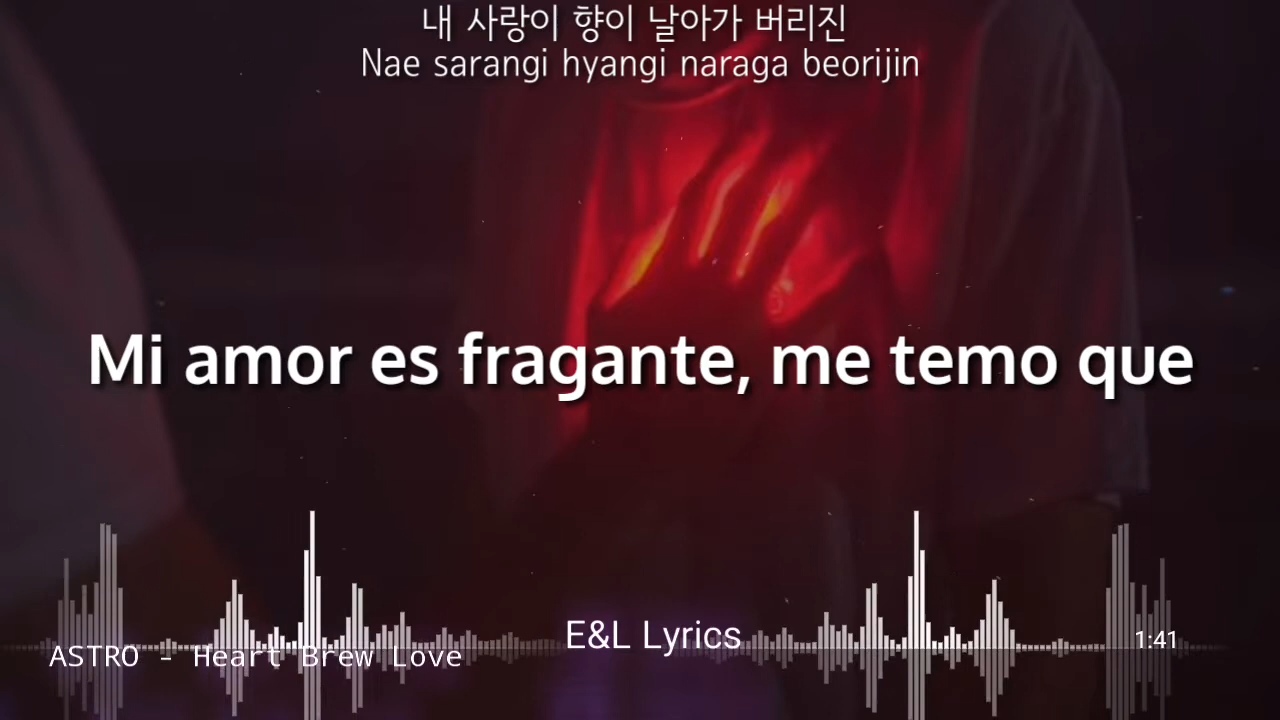 내 사랑이 향이 날아가 버리진
Nae sarangi hyangi naraga beorijin
Mi amor es fragante, me temo que
E&L Lyrics
1:41
ASTRO - Heart Brew Love